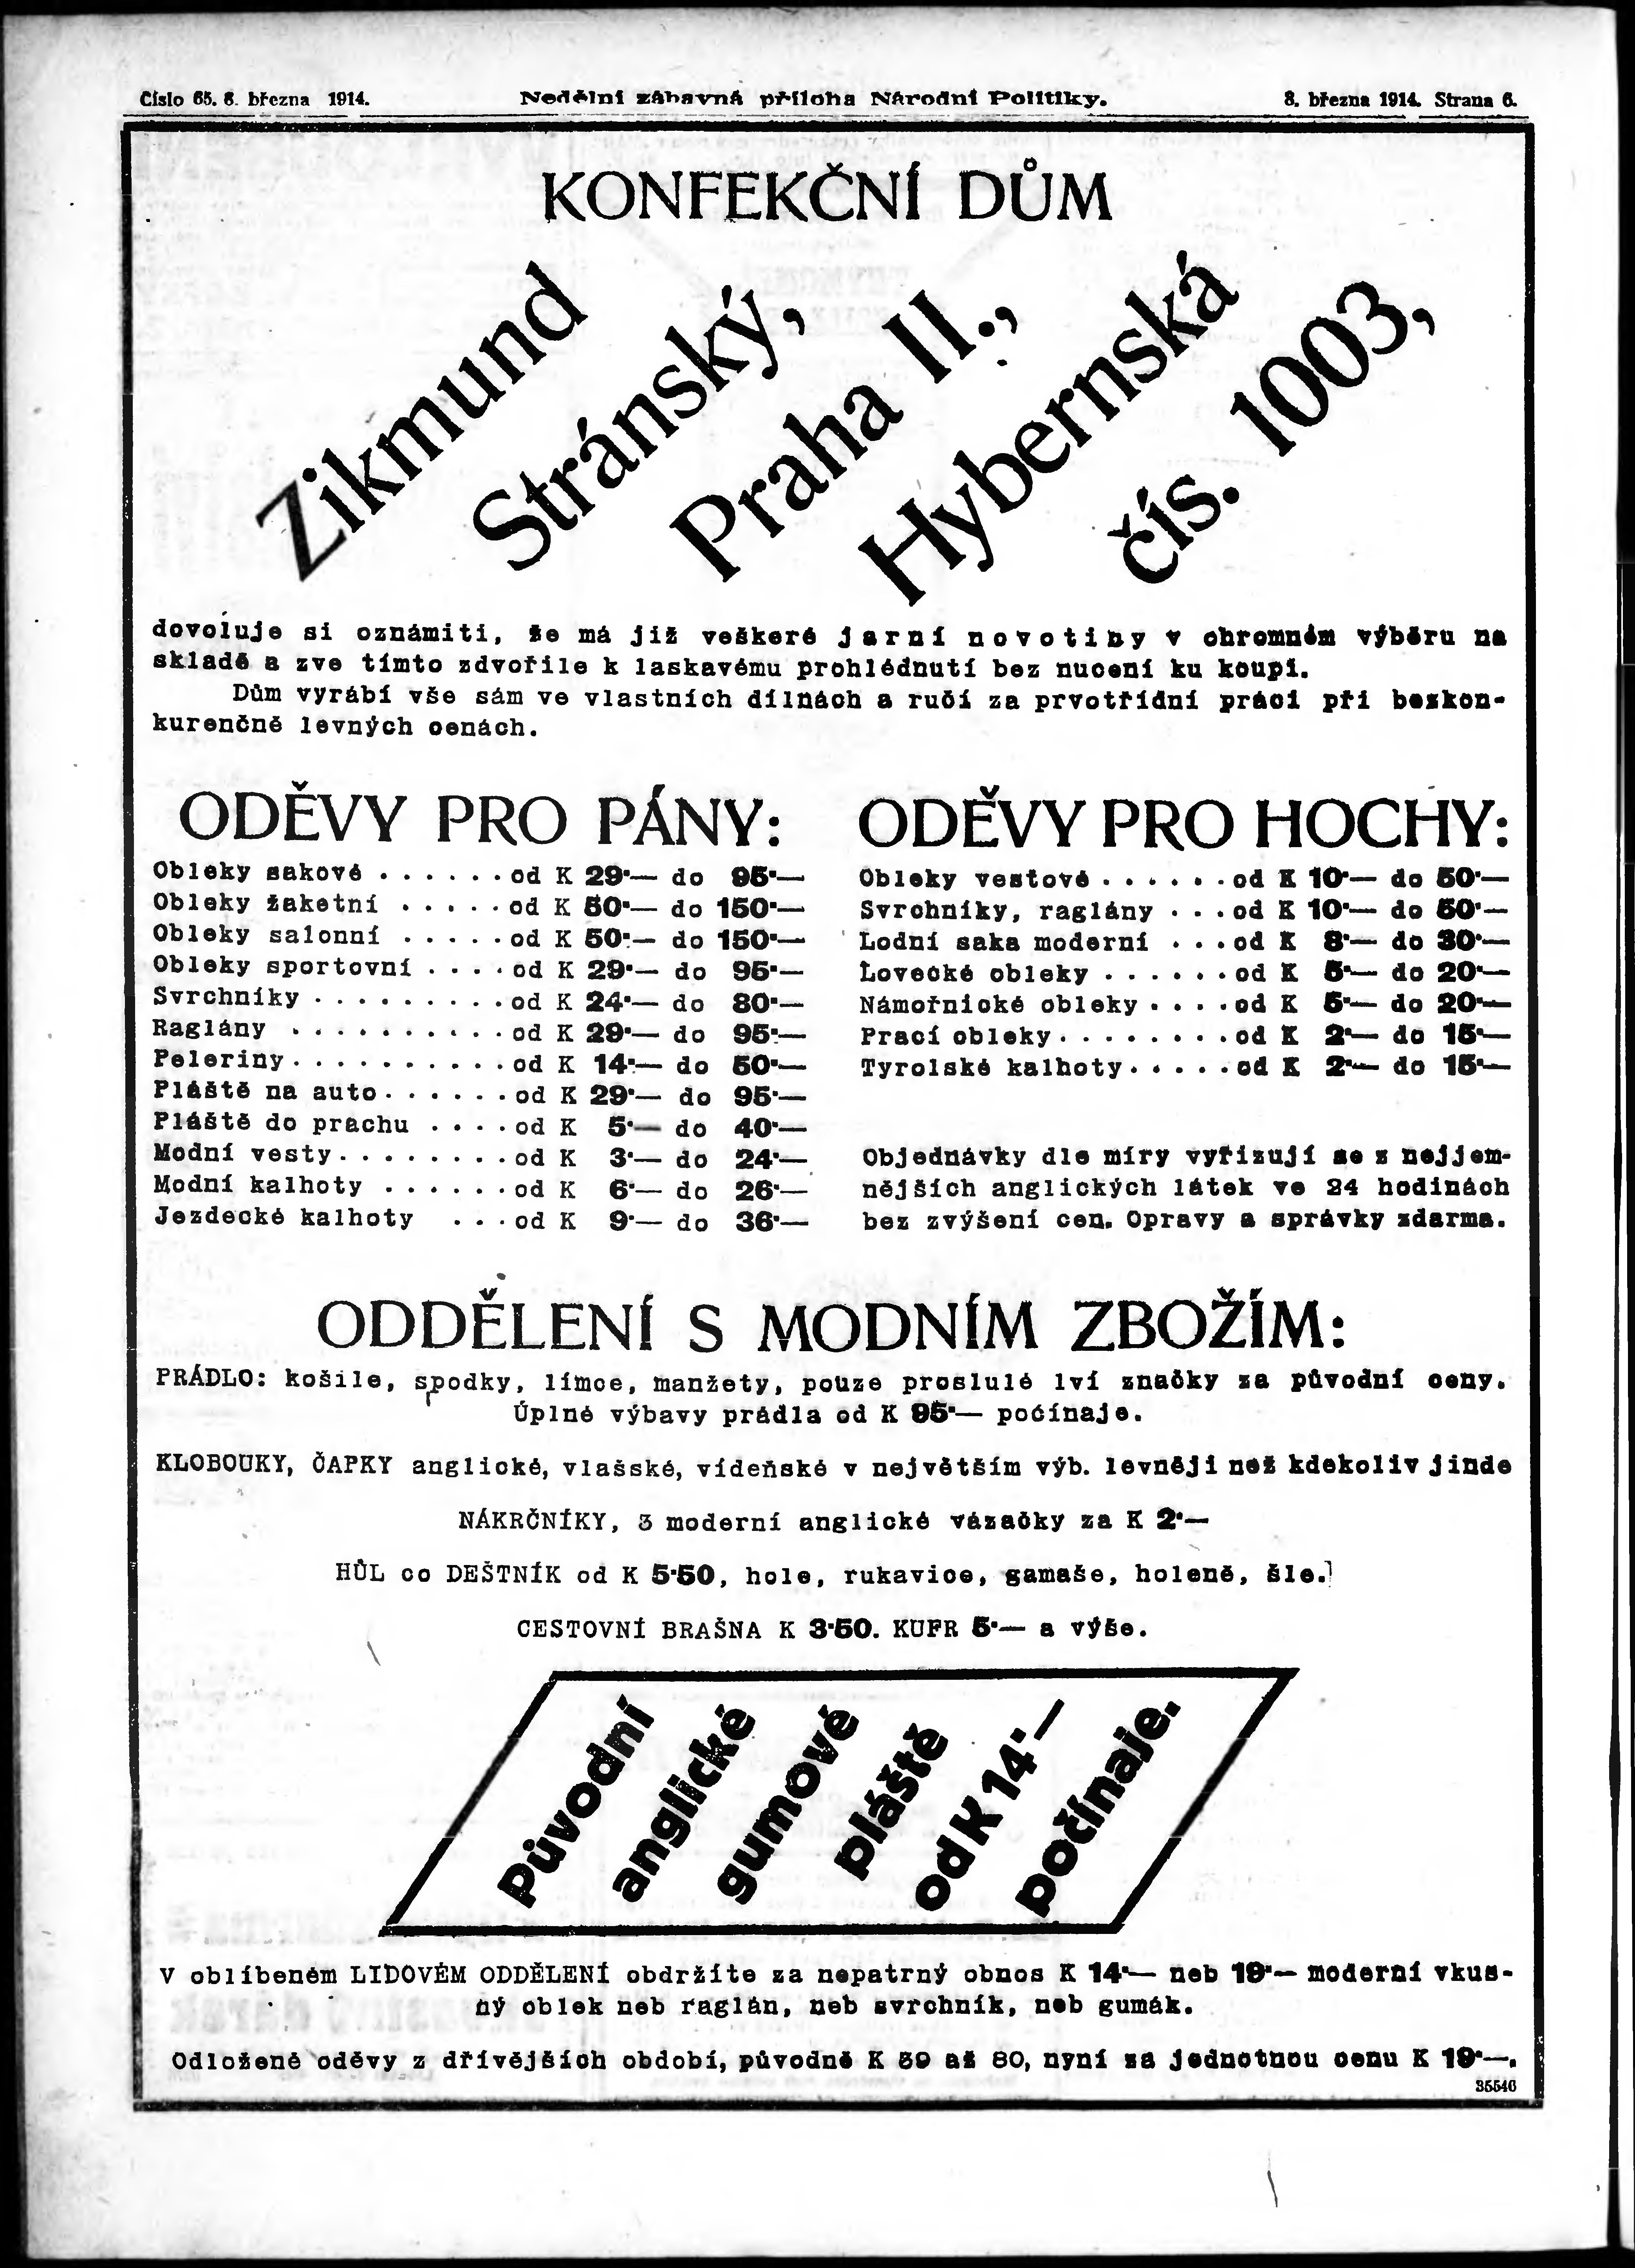 Číslo 65. 8. března 1914. Nedělní zábavná příloha Národní Politiky. 8. března 1914. Strana 6.
KONFEKČNÍ DŮM
Zikmund
Stránský,
Praha II.,
Hybernská
čís. 1003,
dovoluje si oznámiti, že má již veškeré jarní novotiny v ohromném výběru na
skladě a zve tímto zdvořile k laskavému prohlédnutí bez nucení ku koupi.
Dům vyrábí vše sám ve vlastních dílnách a ručí za prvotřídní práci při bezkon-
kurenčně levných cenách.
ODĚVY PRO PÁNY:
Obleky sakové . . . . . . od K 29·— do 95·—
Obleky žaketní . . . . . od K 50·— do 150·—
Obleky salonní . . . . . od K 50·— do 150·—
Obleky sportovní . . . . od K 29·— do 95·—
Svrchníky . . . . . . . . . od K 24·— do 80·—
Raglány . . . . . . . . . . od K 29·— do 95·—
Peleriny . . . . . . . . . . od K 14·— do 50·—
Pláště na auto . . . . . . od K 29·— do 95·—
Pláště do prachu . . . . od K 5·— do 40·—
Modní vesty . . . . . . . . od K 3·— do 24·—
Modní kalhoty . . . . . . od K 6·— do 26·—
Jezdecké kalhoty . . . od K 9·— do 36·—
ODĚVY PRO HOCHY:
Obleky vestové . . . . . . od K 10·— do 50·—
Svrchníky, raglány . . . od K 10·— do 50·—
Lodní saka moderní . . . od K 8·— do 30·—
Lovecké obleky . . . . . . od K 5·— do 20·—
Námořnické obleky . . . . od K 5·— do 20·—
Prací obleky . . . . . . . . od K 2·— do 15·—
Tyrolské kalhoty . . . . . od K 2·— do 15·—
Objednávky dle míry vyřizují se z nejjem-
nějších anglických látek ve 24 hodinách
bez zvýšení cen. Opravy a správky zdarma.
ODDĚLENÍ S MODNÍM ZBOŽÍM:
PRÁDLO: košile, spodky, límce, manžety, pouze proslulé lví značky za původní ceny.
Úplné výbavy prádla od K 95·— počínaje.
KLOBOUKY, ČAPKY anglické, vlašské, vídeňské v největším výb. levněji než kdekoliv jinde
NÁKRČNÍKY, 3 moderní anglické vázačky za K 2·—
HŮL co DEŠTNÍK od K 5·50, hole, rukavice, gamaše, holeně, šle.
CESTOVNÍ BRAŠNA K 3·50. KUFR 5·— a výše.
Původní
anglické
gumové
pláště
od K 14·—
počínaje.
V oblíbeném LIDOVÉM ODDĚLENÍ obdržíte za nepatrný obnos K 14·— neb 19·— moderní vkus-
ný oblek neb raglán, neb svrchník, neb gumák.
Odložené oděvy z dřívějších období, původně K 39 až 80, nyní za jednotnou cenu K 19·—.
35546